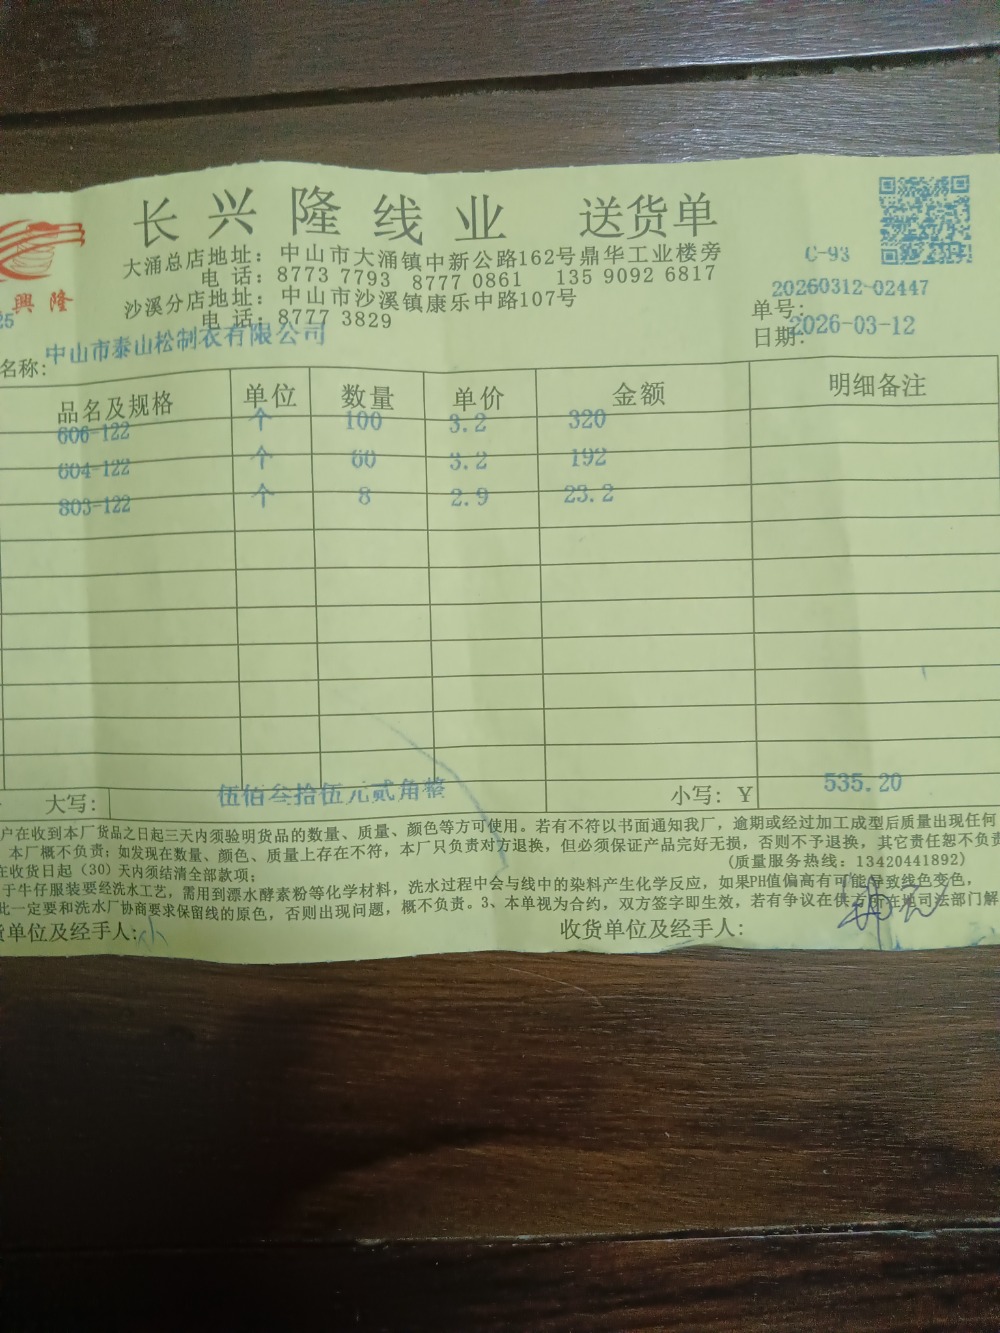 长兴隆线业 送货单
大涌总店地址：中山市大涌镇中新公路162号鼎华工业楼旁
电 话：8773 7793 8770 0861 135 9092 6817
沙溪分店地址：中山市沙溪镇康乐中路107号
电 话：8777 3829
興隆
25
C-93
单号：20260312-02447
日期：2026-03-12
名称：中山市泰山松制衣有限公司
品名及规格 单位 数量 单价 金额 明细备注
606-122 个 100 3.2 320
604-122 个 60 3.2 192
803-122 个 8 2.9 23.2
大写：伍佰叁拾伍元贰角整 小写：Y 535.20
户在收到本厂货品之日起三天内须验明货品的数量、质量、颜色等方可使用。若有不符以书面通知我厂，逾期或经过加工成型后质量出现任何
本厂概不负责；如发现在数量、颜色、质量上存在不符，本厂只负责对方退换，但必须保证产品完好无损，否则不予退换，其它责任恕不负责
在收货日起（30）天内须结清全部款项； （质量服务热线：13420441892）
于牛仔服装要经洗水工艺，需用到漂水酵素粉等化学材料，洗水过程中会与线中的染料产生化学反应，如果PH值偏高有可能导致线色变色，
此一定要和洗水厂协商要求保留线的原色，否则出现问题，概不负责。3、本单视为合约，双方签字即生效，若有争议在供方所在地司法部门解
货单位及经手人：小 收货单位及经手人：